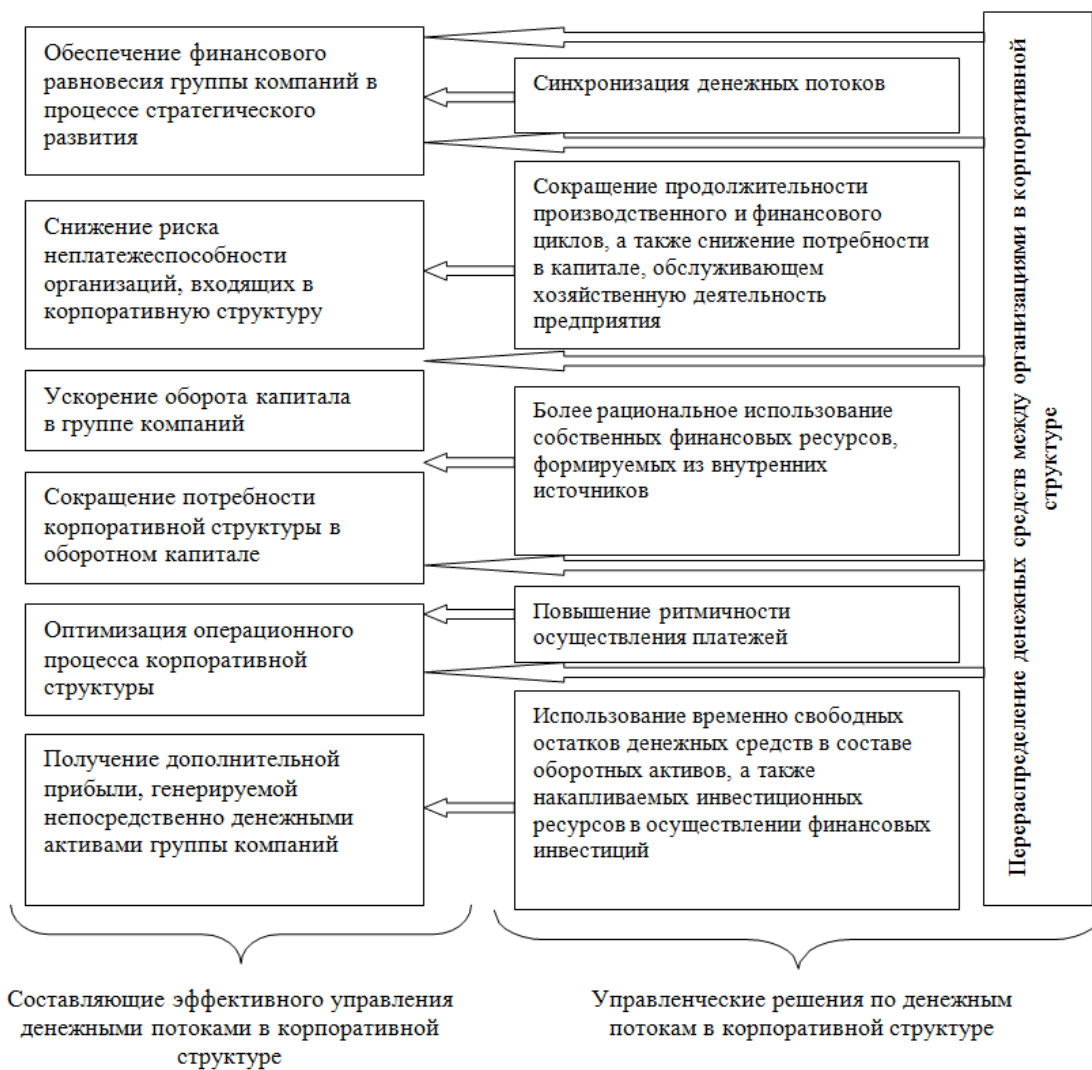 Обеспечение финансового
равновесия группы компаний в
процессе стратегического
развития
Снижение риска
неплатежеспособности
организаций, входящих в
корпоративную структуру
Ускорение оборота капитала
в группе компаний
Сокращение потребности
корпоративной структуры в
оборотном капитале
Оптимизация операционного
процесса корпоративной
структуры
Получение дополнительной
прибыли, генерируемой
непосредственно денежными
активами группы компаний
Синхронизация денежных потоков
Сокращение продолжительности
производственного и финансового
циклов, а также снижение потребности
в капитале, обслуживающем
хозяйственную деятельность
предприятия
Более рациональное использование
собственных финансовых ресурсов,
формируемых из внутренних
источников
Повышение ритмичности
осуществления платежей
Использование временно свободных
остатков денежных средств в составе
оборотных активов, а также
накапливаемых инвестиционных
ресурсов в осуществлении финансовых
инвестиций
Перераспределение денежных средств между организациями в корпоративной
структуре
Составляющие эффективного управления
денежными потоками в корпоративной
структуре
Управленческие решения по денежным
потокам в корпоративной структуре